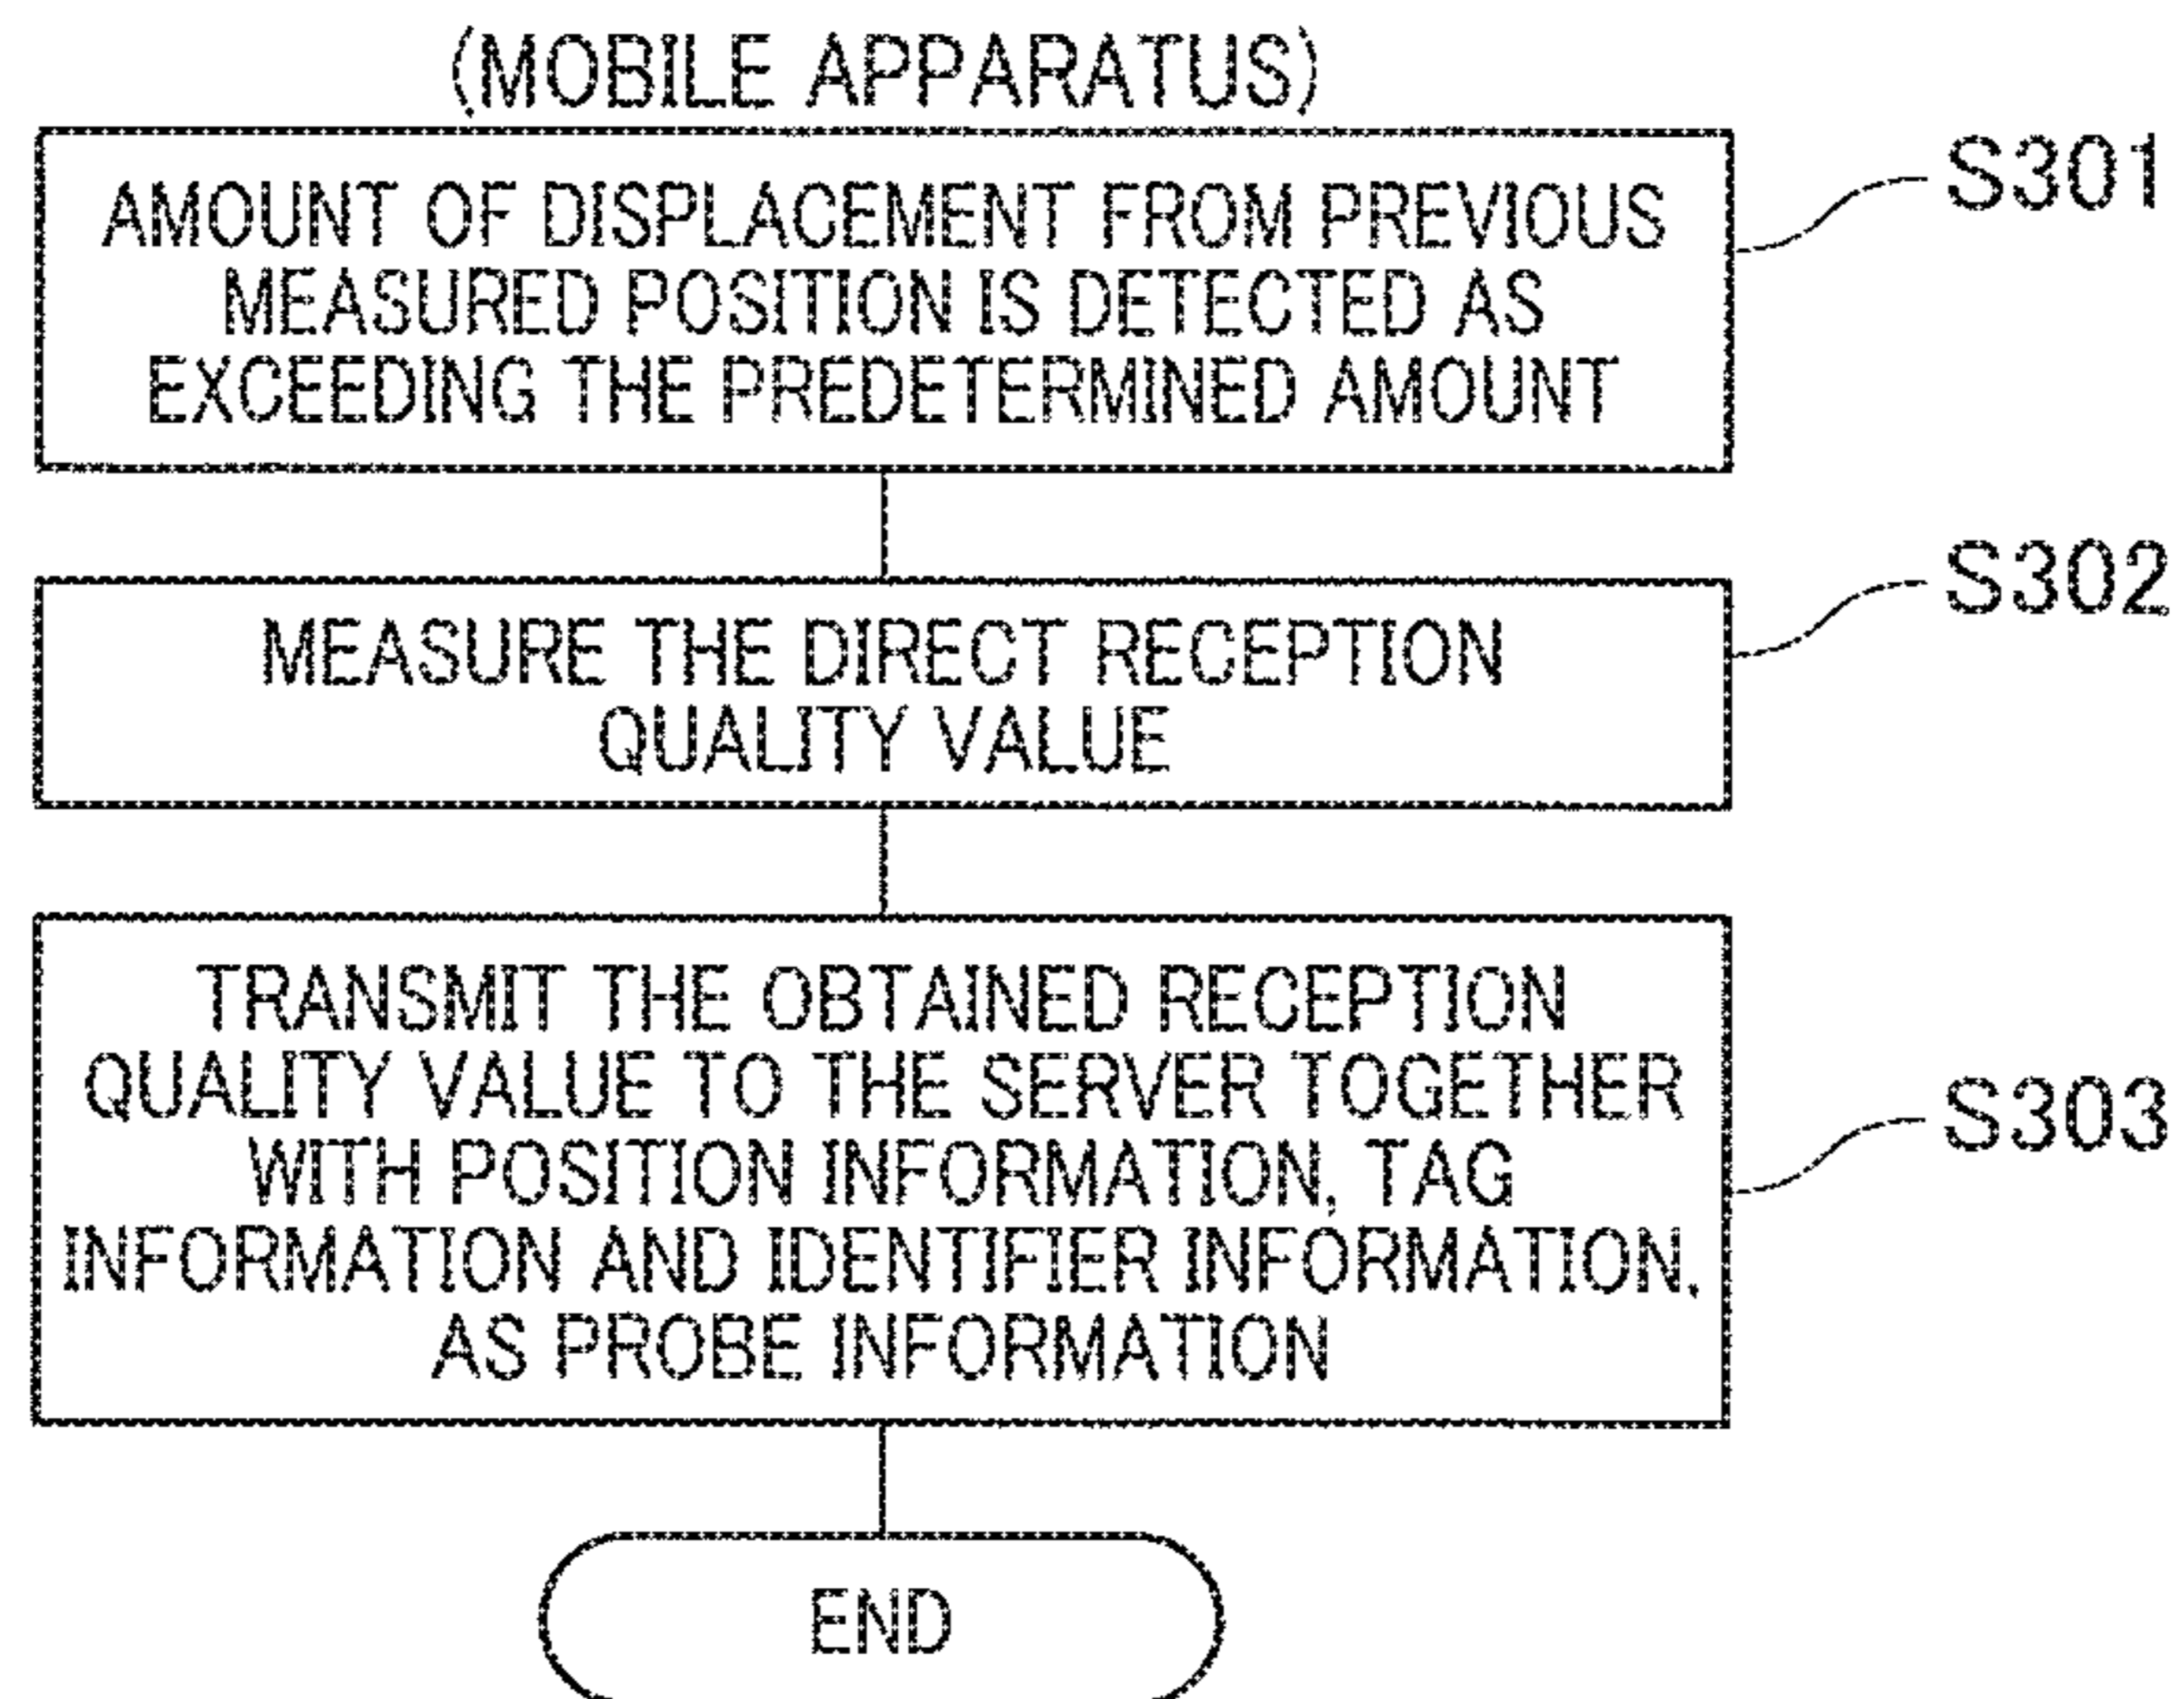 (MOBILE APPARATUS)
AMOUNT OF DISPLACEMENT FROM PREVIOUS
MEASURED POSITION IS DETECTED AS
EXCEEDING THE PREDETERMINED AMOUNT
S301
MEASURE THE DIRECT RECEPTION
QUALITY VALUE
S302
TRANSMIT THE OBTAINED RECEPTION
QUALITY VALUE TO THE SERVER TOGETHER
WITH POSITION INFORMATION, TAG
INFORMATION AND IDENTIFIER INFORMATION,
AS PROBE INFORMATION
S303
END